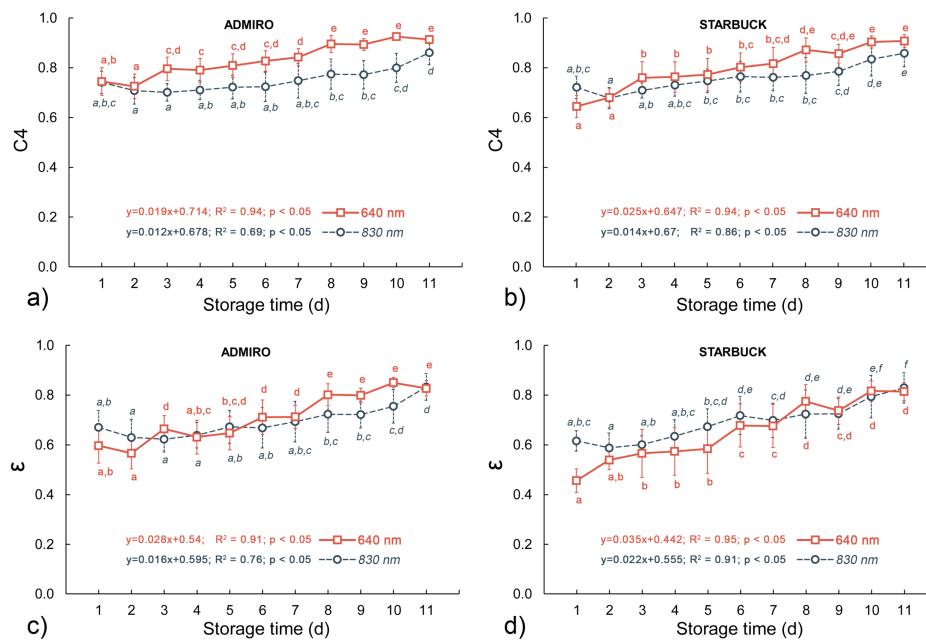 ADMIRO
1.0
0.8
0.6
0.4
0.2
0.0
C4
a,b
a
c,d
c
c,d
c,d
d
e
e
e
e
a,b,c
a
a
a,b
a,b
a,b
a,b,c
b,c
b,c
c,d
d
y=0.019x+0.714; R² = 0.94; p < 0.05 640 nm
y=0.012x+0.678; R² = 0.69; p < 0.05 830 nm
1 2 3 4 5 6 7 8 9 10 11
a) Storage time (d)
STARBUCK
1.0
0.8
0.6
0.4
0.2
0.0
C4
a,b,c
a
b
b
b
b,c
b,c,d
d,e
c,d,e
e
e
a
a
a,b
a,b,c
b,c
b,c
b,c
b,c
c,d
d,e
e
y=0.025x+0.647; R² = 0.94; p < 0.05 640 nm
y=0.014x+0.67; R² = 0.86; p < 0.05 830 nm
1 2 3 4 5 6 7 8 9 10 11
b) Storage time (d)
ADMIRO
1.0
0.8
0.6
0.4
0.2
0.0
ε
a,b
a
d
a,b,c
b,c,d
d
d
e
e
e
e
a,b
a
a
a
a,b
a,b
a,b,c
b,c
b,c
c,d
d
y=0.028x+0.54; R² = 0.91; p < 0.05 640 nm
y=0.016x+0.595; R² = 0.76; p < 0.05 830 nm
1 2 3 4 5 6 7 8 9 10 11
c) Storage time (d)
STARBUCK
1.0
0.8
0.6
0.4
0.2
0.0
ε
a,b,c
a
a,b
a,b,c
b,c,d
d,e
c,d
d,e
d,e
e,f
f
a
a,b
b
b
b
c
c
d
c,d
d
d
y=0.035x+0.442; R² = 0.95; p < 0.05 640 nm
y=0.022x+0.555; R² = 0.91; p < 0.05 830 nm
1 2 3 4 5 6 7 8 9 10 11
d) Storage time (d)